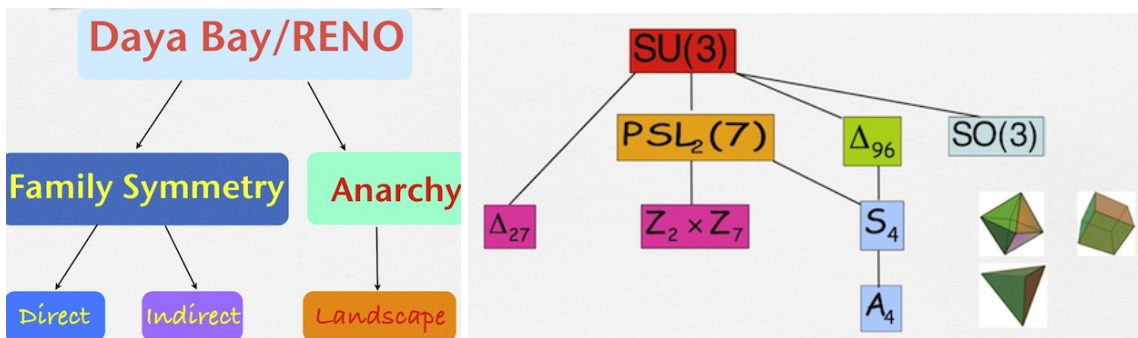 Daya Bay/RENO
Family Symmetry
Anarchy
Direct
Indirect
Landscape
SU(3)
PSL₂(7)
Δ₉₆
SO(3)
Δ₂₇
Z₂ × Z₇
S₄
A₄